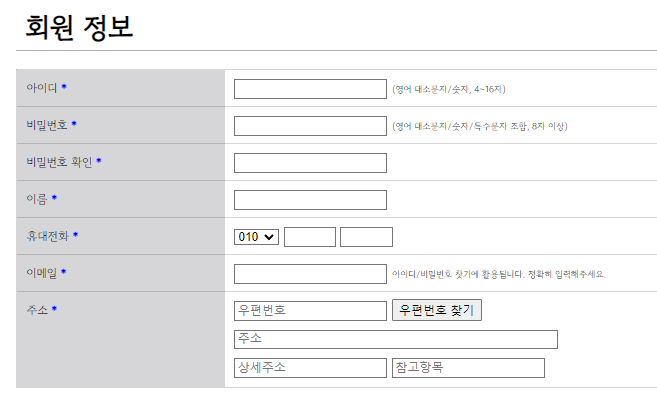 회원 정보
아이디 * (영어 대소문자/숫자, 4~16자)
비밀번호 * (영어 대소문자/숫자/특수문자 조합, 8자 이상)
비밀번호 확인 *
이름 *
휴대전화 * 010
이메일 * 아이디/비밀번호 찾기에 활용됩니다. 정확히 입력해주세요.
주소 * 우편번호 우편번호 찾기
주소
상세주소 참고항목